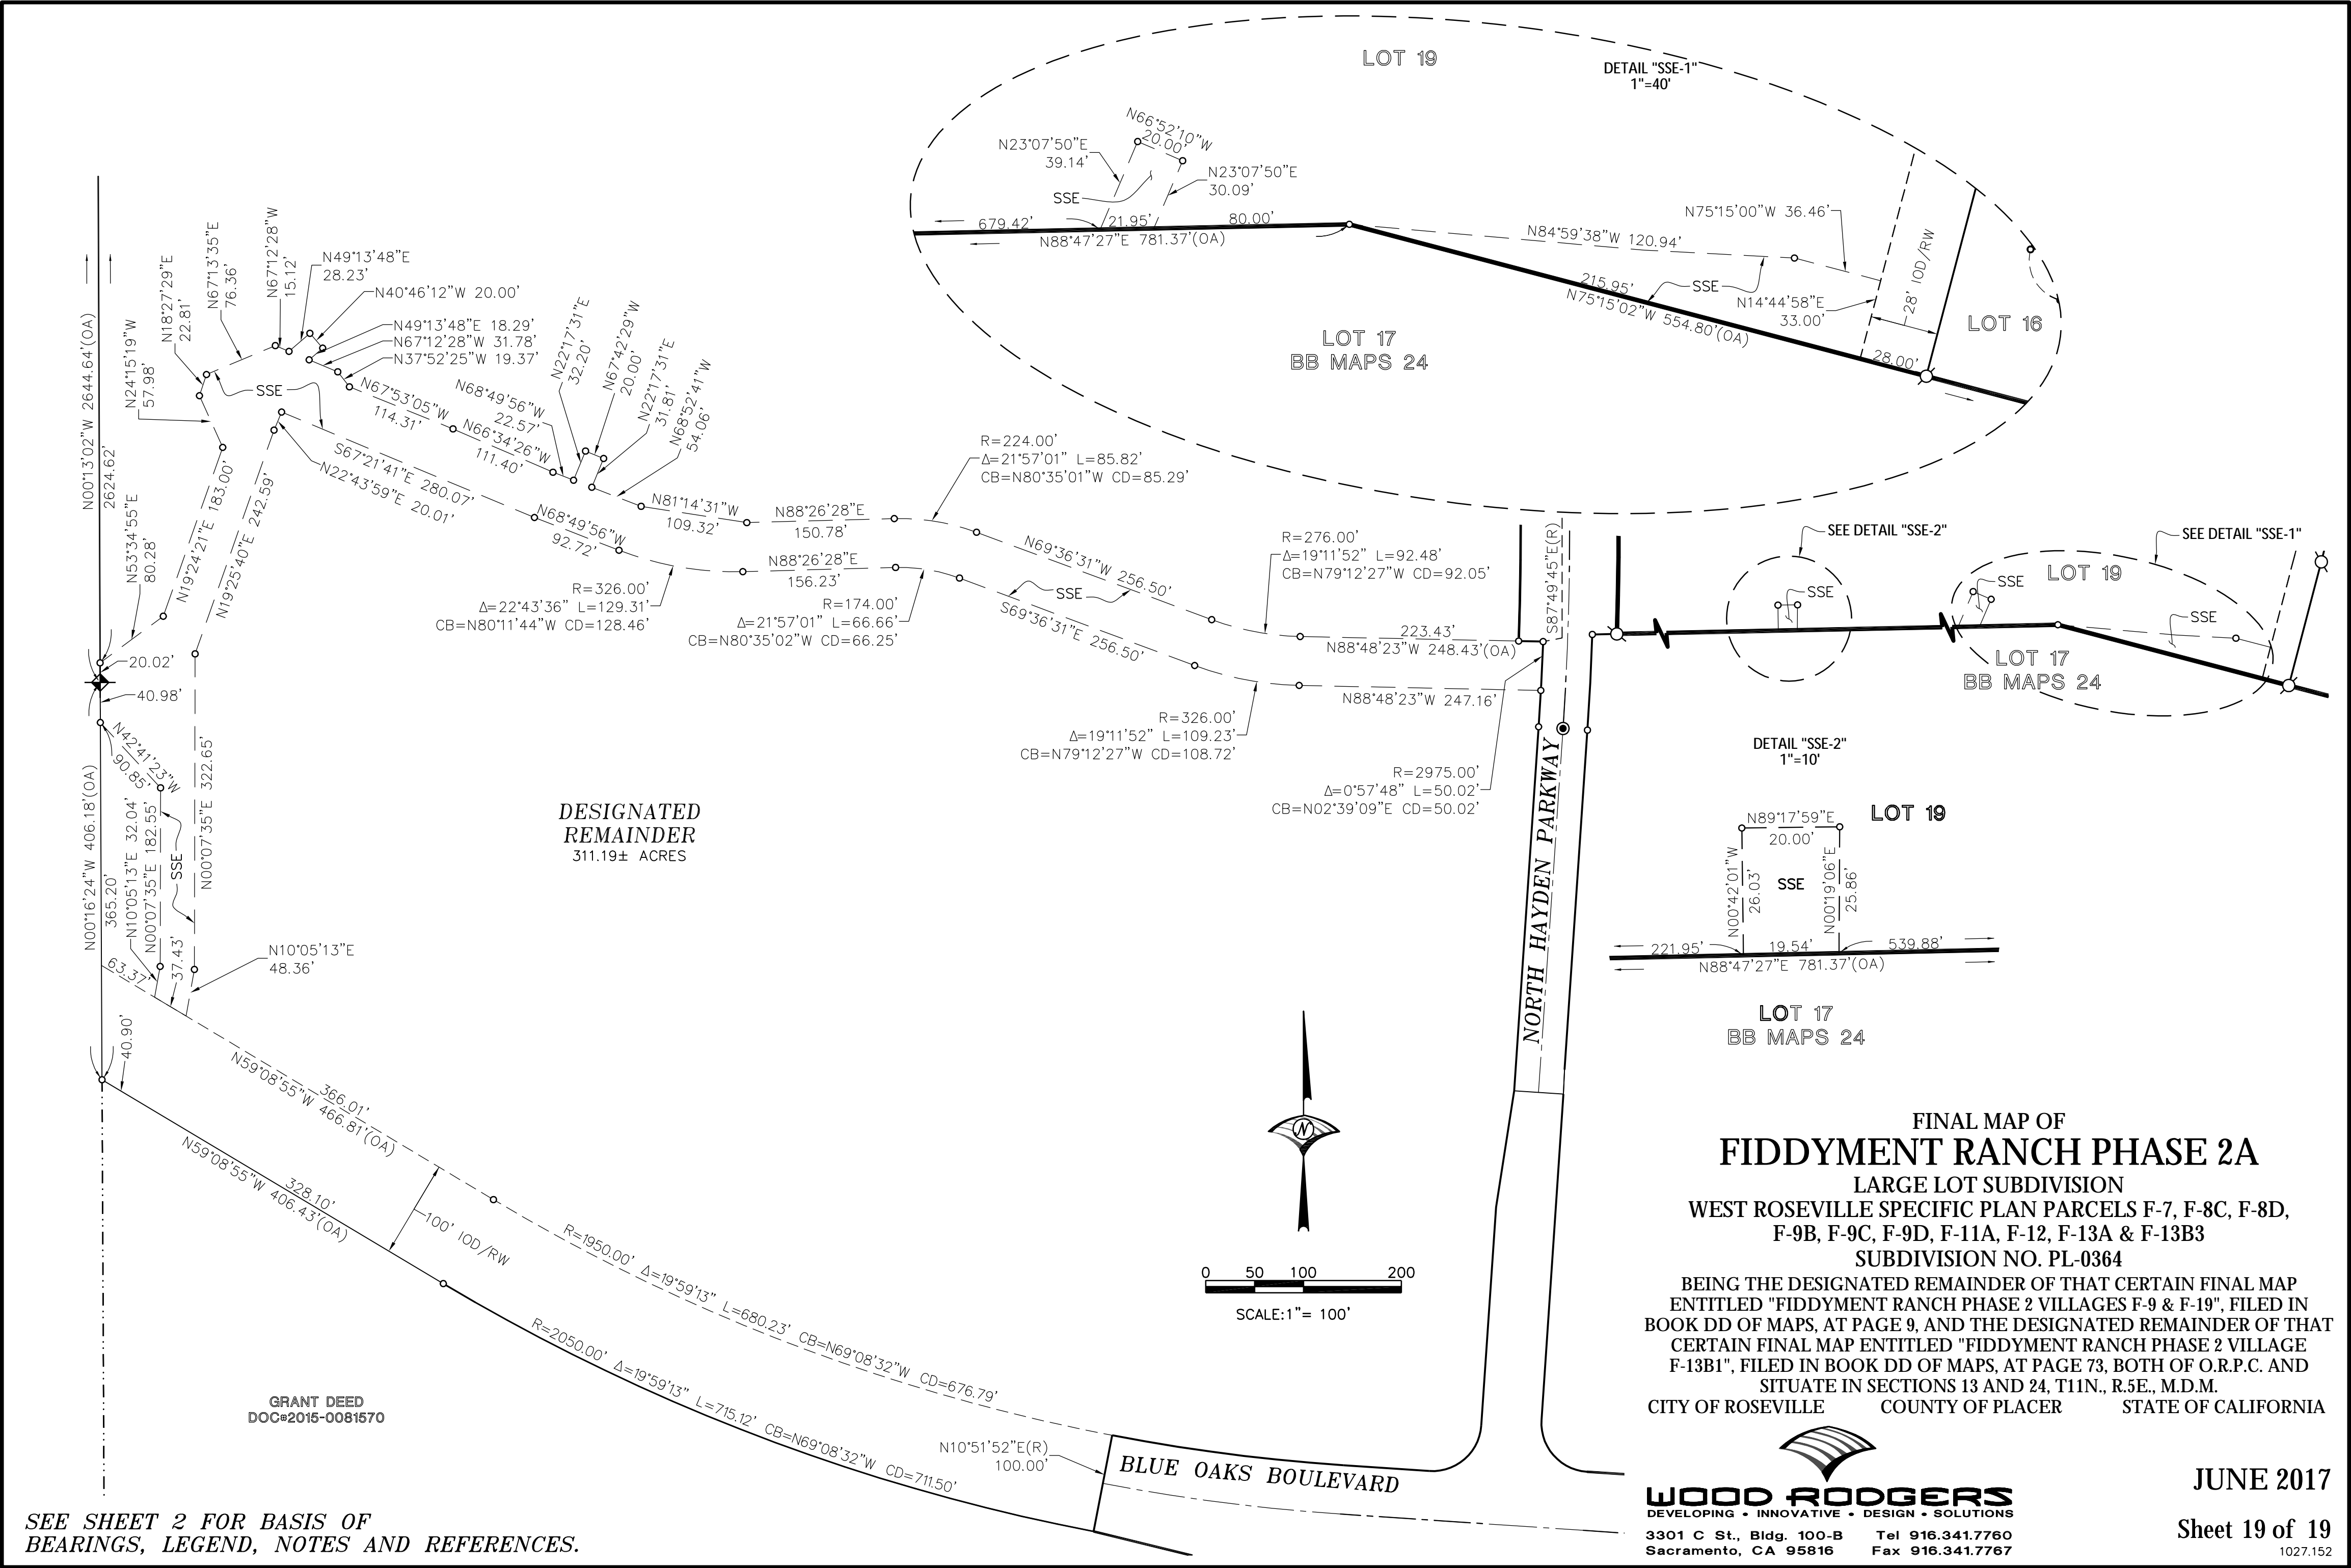 LOT 19
DETAIL "SSE-1"
1"=40'
N66°52'10"W
20.00'
N23°07'50"E
39.14'
N23°07'50"E
30.09'
SSE
679.42'
21.95'
80.00'
N88°47'27"E 781.37'(OA)
N75°15'00"W 36.46'
N84°59'38"W 120.94'
28' IOD/RW
SSE
215.95'
N75°15'02"W 554.80'(OA)
N14°44'58"E
33.00'
LOT 16
28.00'
LOT 17
BB MAPS 24
N00°13'02"W 2644.64'(OA)
2624.62'
N53°34'55"E
80.28'
N24°15'19"W
57.98'
N18°27'29"E
22.81'
N67°13'35"E
76.36'
N67°12'28"W
15.12'
N49°13'48"E
28.23'
N40°46'12"W 20.00'
N49°13'48"E 18.29'
N67°12'28"W 31.78'
N37°52'25"W 19.37'
SSE
N67°53'05"W
114.31'
N68°49'56"W
22.57'
N66°34'26"W
111.40'
N22°17'31"E
32.20'
N67°42'29"W
20.00'
N22°17'31"E
31.81'
N68°52'41"W
54.06'
S67°21'41"E 280.07'
N22°43'59"E 20.01'
N19°24'21"E 183.00'
N19°25'40"E 242.59'
N68°49'56"W
92.72'
N81°14'31"W
109.32'
N88°26'28"E
150.78'
N88°26'28"E
156.23'
R=224.00'
Δ=21°57'01" L=85.82'
CB=N80°35'01"W CD=85.29'
N69°36'31"W 256.50'
SSE
S69°36'31"E 256.50'
R=276.00'
Δ=19°11'52" L=92.48'
CB=N79°12'27"W CD=92.05'
R=326.00'
Δ=22°43'36" L=129.31'
CB=N80°11'44"W CD=128.46'
R=174.00'
Δ=21°57'01" L=66.66'
CB=N80°35'02"W CD=66.25'
223.43'
N88°48'23"W 248.43'(OA)
N88°48'23"W 247.16'
R=326.00'
Δ=19°11'52" L=109.23'
CB=N79°12'27"W CD=108.72'
R=2975.00'
Δ=0°57'48" L=50.02'
CB=N02°39'09"E CD=50.02'
S87°49'45"E(R)
SEE DETAIL "SSE-2"
SEE DETAIL "SSE-1"
SSE
SSE
LOT 19
SSE
LOT 17
BB MAPS 24
20.02'
40.98'
N42°41'23"W
90.85'
N00°16'24"W 406.18'(OA)
365.20'
N10°05'13"E 32.04'
N00°07'35"E 182.55'
SSE
N00°07'35"E 322.65'
37.43'
63.37'
N10°05'13"E
48.36'
40.90'
DESIGNATED
REMAINDER
311.19± ACRES
NORTH HAYDEN PARKWAY
DETAIL "SSE-2"
1"=10'
LOT 19
N89°17'59"E
20.00'
N00°42'01"W
26.03'
SSE
N00°19'06"E
25.86'
221.95'
19.54'
539.88'
N88°47'27"E 781.37'(OA)
LOT 17
BB MAPS 24
366.01'
N59°08'55"W 466.81'(OA)
328.10'
N59°08'55"W 406.43'(OA)
100' IOD/RW
R=1950.00' Δ=19°59'13" L=680.23' CB=N69°08'32"W CD=676.79'
R=2050.00' Δ=19°59'13" L=715.12' CB=N69°08'32"W CD=711.50'
N
0 50 100 200
SCALE:1"= 100'
N10°51'52"E(R)
100.00'
BLUE OAKS BOULEVARD
GRANT DEED
DOC#2015-0081570
SEE SHEET 2 FOR BASIS OF
BEARINGS, LEGEND, NOTES AND REFERENCES.
FINAL MAP OF
FIDDYMENT RANCH PHASE 2A
LARGE LOT SUBDIVISION
WEST ROSEVILLE SPECIFIC PLAN PARCELS F-7, F-8C, F-8D,
F-9B, F-9C, F-9D, F-11A, F-12, F-13A & F-13B3
SUBDIVISION NO. PL-0364
BEING THE DESIGNATED REMAINDER OF THAT CERTAIN FINAL MAP
ENTITLED "FIDDYMENT RANCH PHASE 2 VILLAGES F-9 & F-19", FILED IN
BOOK DD OF MAPS, AT PAGE 9, AND THE DESIGNATED REMAINDER OF THAT
CERTAIN FINAL MAP ENTITLED "FIDDYMENT RANCH PHASE 2 VILLAGE
F-13B1", FILED IN BOOK DD OF MAPS, AT PAGE 73, BOTH OF O.R.P.C. AND
SITUATE IN SECTIONS 13 AND 24, T11N., R.5E., M.D.M.
CITY OF ROSEVILLE COUNTY OF PLACER STATE OF CALIFORNIA
WOOD RODGERS
DEVELOPING • INNOVATIVE • DESIGN • SOLUTIONS
3301 C St., Bldg. 100-B Tel 916.341.7760
Sacramento, CA 95816 Fax 916.341.7767
JUNE 2017
Sheet 19 of 19
1027.152